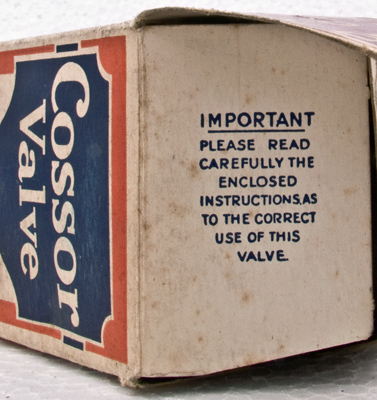 Cossor
Valve
IMPORTANT
PLEASE READ
CAREFULLY THE
ENCLOSED
INSTRUCTIONS,AS
TO THE CORRECT
USE OF THIS
VALVE.